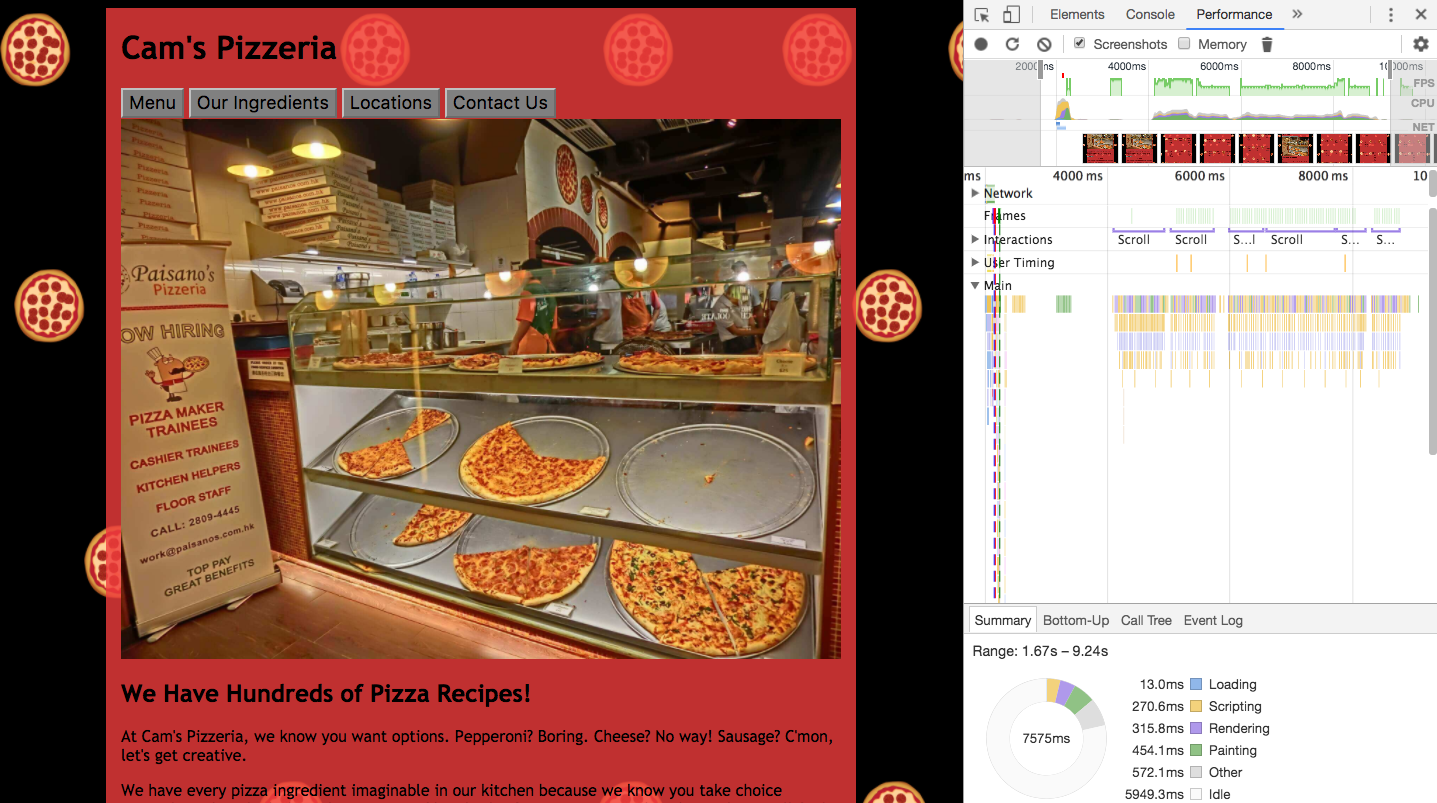 Cam's Pizzeria
Menu
Our Ingredients
Locations
Contact Us
Paisano's
Pizzeria
OW HIRING
PIZZA MAKER
TRAINEES
CASHIER TRAINEES
KITCHEN HELPERS
FLOOR STAFF
CALL: 2809-4445
work@paisanos.com.hk
TOP PAY
GREAT BENEFITS
We Have Hundreds of Pizza Recipes!
At Cam's Pizzeria, we know you want options. Pepperoni? Boring. Cheese? No way! Sausage? C'mon,
let's get creative.
We have every pizza ingredient imaginable in our kitchen because we know you take choice
Elements Console Performance »
Screenshots Memory
4000ms 6000ms 8000ms
FPS
CPU
NET
ms 4000 ms 6000 ms 8000 ms 10
Network
Frames
Interactions Scroll Scroll S...l Scroll S... S...
User Timing
Main
Summary Bottom-Up Call Tree Event Log
Range: 1.67s – 9.24s
7575ms
13.0ms Loading
270.6ms Scripting
315.8ms Rendering
454.1ms Painting
572.1ms Other
5949.3ms Idle